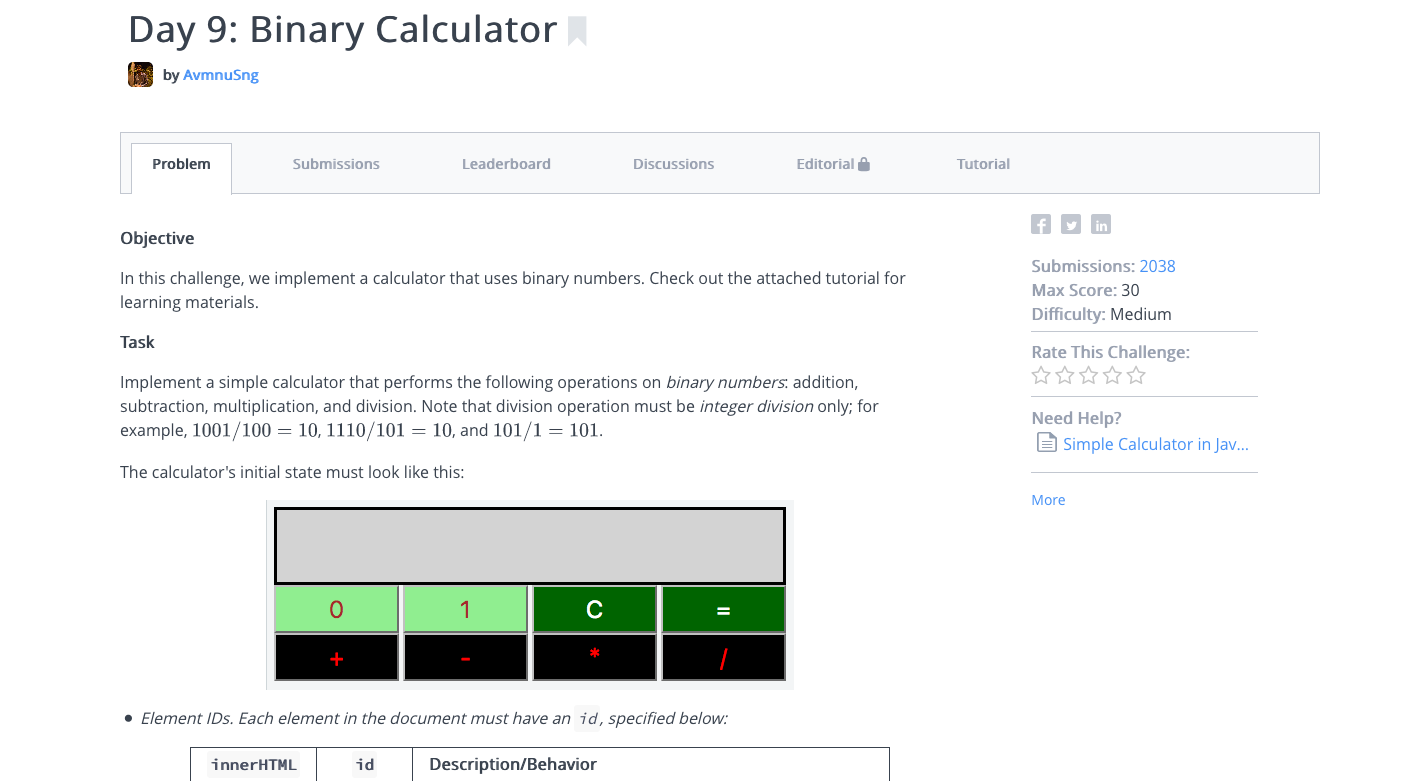 Day 9: Binary Calculator
by AvmnuSng
Problem Submissions Leaderboard Discussions Editorial Tutorial
Objective
In this challenge, we implement a calculator that uses binary numbers. Check out the attached tutorial for
learning materials.
Task
Implement a simple calculator that performs the following operations on binary numbers: addition,
subtraction, multiplication, and division. Note that division operation must be integer division only; for
example, 1001/100 = 10, 1110/101 = 10, and 101/1 = 101.
The calculator's initial state must look like this:
0 1 C =
+ - * /
• Element IDs. Each element in the document must have an id, specified below:
innerHTML id Description/Behavior
Submissions: 2038
Max Score: 30
Difficulty: Medium
Rate This Challenge:
Need Help?
Simple Calculator in Jav...
More